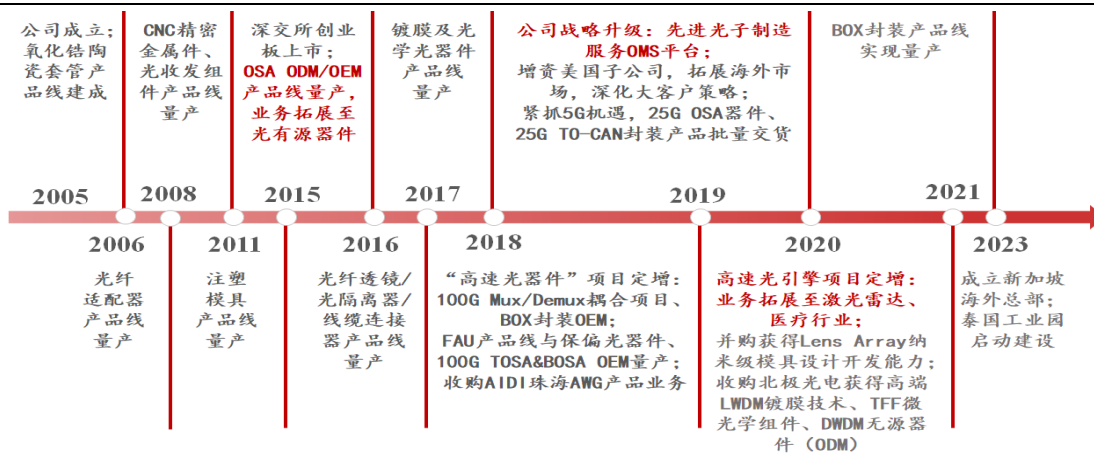 公司成立;
氧化锆陶
瓷套管产
品线建成
CNC精密
金属件、
光收发组
件产品线
量产
深交所创业
板上市;
OSA ODM/OEM
产品线量产,
业务拓展至
光有源器件
镀膜及光
学光器件
产品线
量产
公司战略升级: 先进光子制造
服务OMS平台;
增资美国子公司, 拓展海外市
场, 深化大客户策略;
紧抓5G机遇, 25G OSA器件、
25G TO-CAN封装产品批量交货
BOX封装产品线
实现量产
2005
2008
2015
2017
2019
2021
2006
2011
2016
2018
2020
2023
光纤
适配器
产品线
量产
注塑
模具
产品线
量产
光纤透镜/
光隔离器/
线缆连接
器产品线
量产
“高速光器件”项目定增:
100G Mux/Demux耦合项目、
BOX封装OEM;
FAU产品线与保偏光器件、
100G TOSA&BOSA OEM量产;
收购AIDI珠海AWG产品业务
高速光引擎项目定增:
业务拓展至激光雷达、
医疗行业;
并购获得Lens Array纳
米级模具设计开发能力;
收购北极光电获得高端
LWDM镀膜技术、TFF微
光学组件、DWDM无源器
件（ODM）
成立新加坡
海外总部;
泰国工业园
启动建设